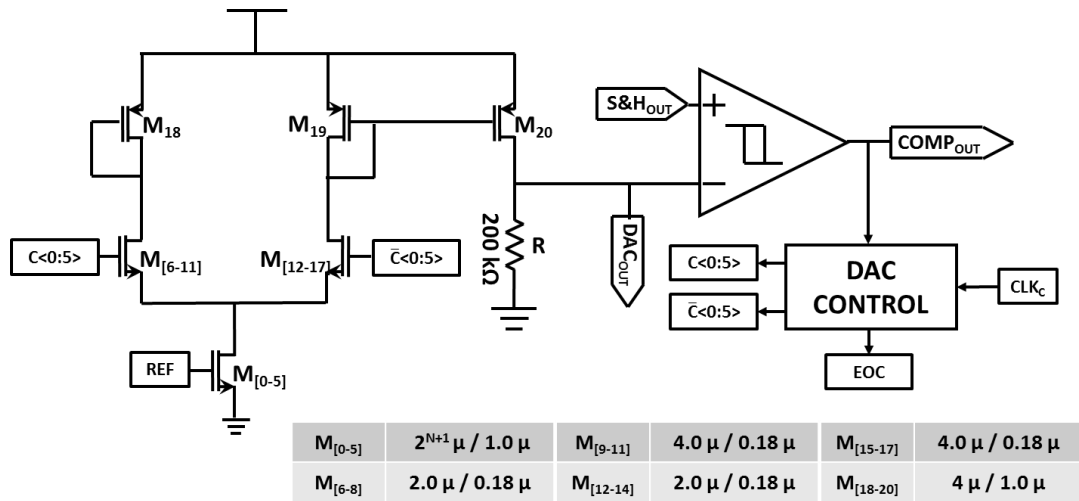 M18
M19
M20
S&HOUT
+
COMPOUT
−
C<0:5>
M[6-11]
M[12-17]
C̄<0:5>
200 kΩ
R
DACOUT
C<0:5>
C̄<0:5>
DAC
CONTROL
CLKC
REF
M[0-5]
EOC
M[0-5] 2^N+1 μ / 1.0 μ M[9-11] 4.0 μ / 0.18 μ M[15-17] 4.0 μ / 0.18 μ
M[6-8] 2.0 μ / 0.18 μ M[12-14] 2.0 μ / 0.18 μ M[18-20] 4 μ / 1.0 μ